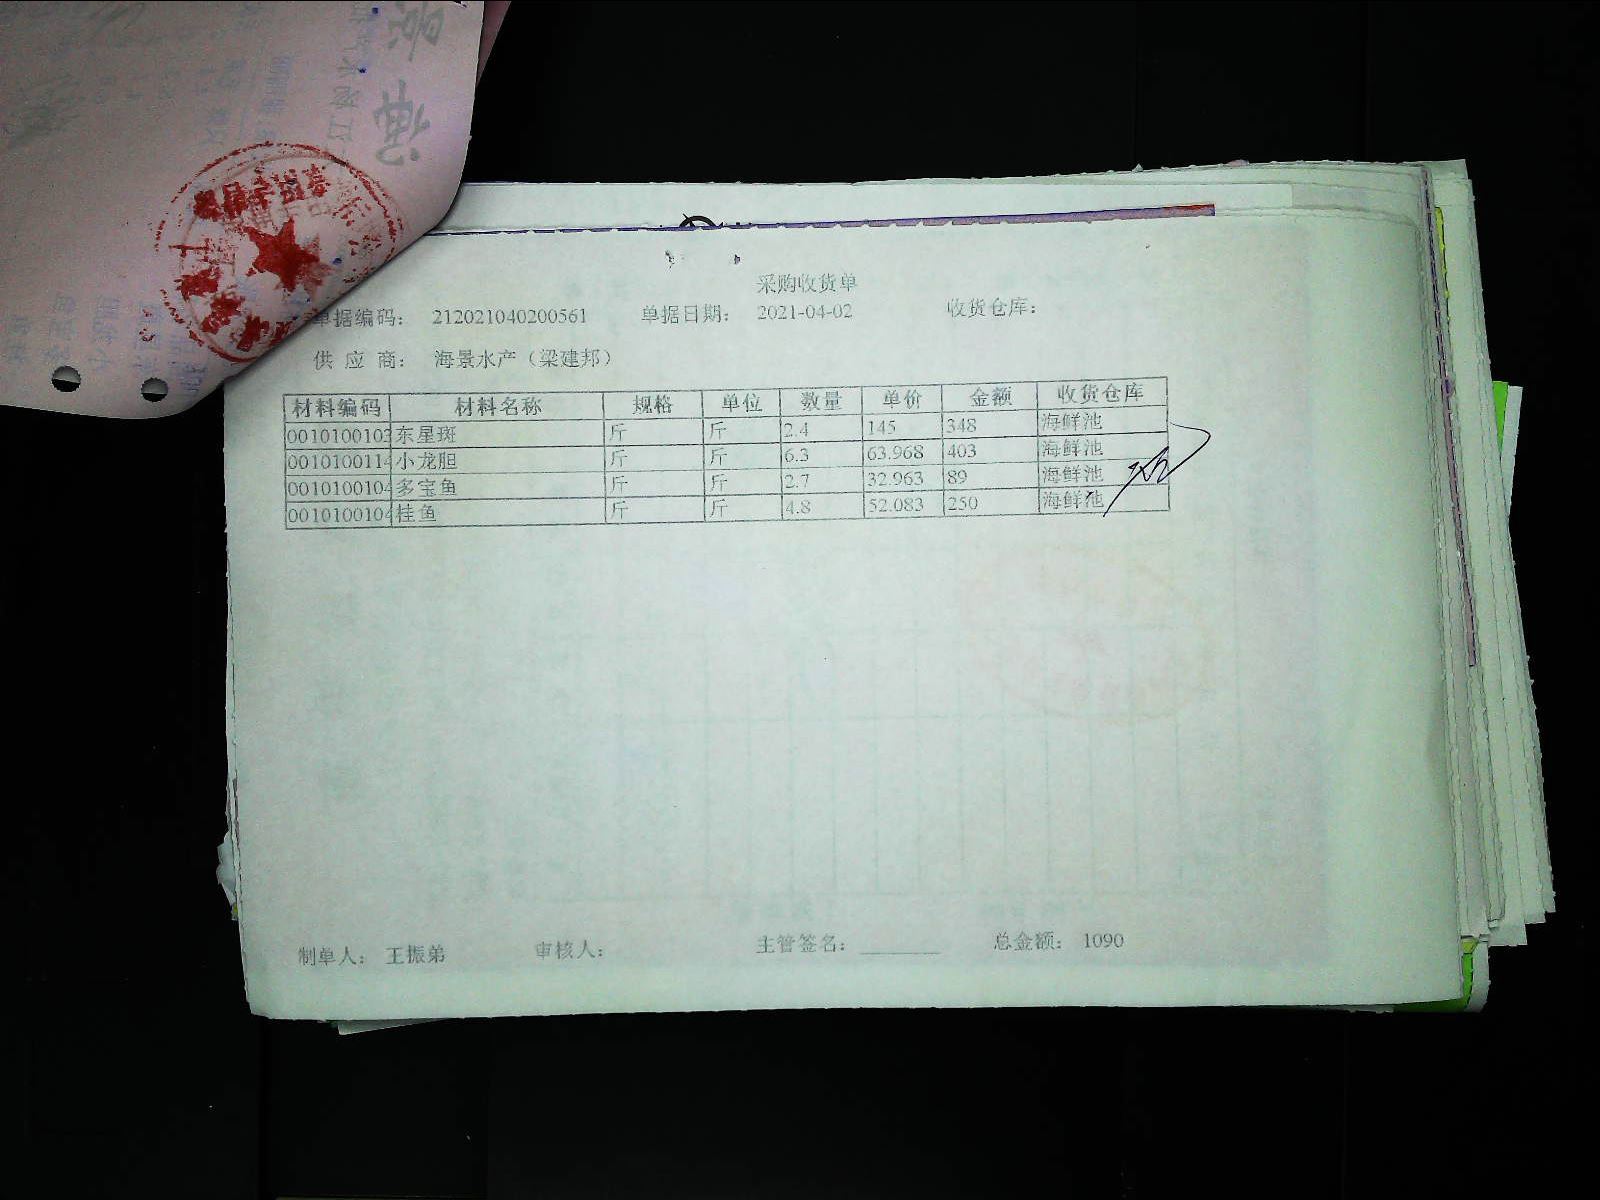 采购收货单
单据编码： 212021040200561 单据日期： 2021-04-02 收货仓库：
供 应 商： 海景水产（梁建邦）
材料编码 材料名称 规格 单位 数量 单价 金额 收货仓库
0010100103 东星斑 斤 斤 2.4 145 348 海鲜池
0010100114 小龙胆 斤 斤 6.3 63.968 403 海鲜池
0010100104 多宝鱼 斤 斤 2.7 32.963 89 海鲜池
0010100104 桂鱼 斤 斤 4.8 52.083 250 海鲜池
制单人： 王振弟 审核人： 主管签名： ________ 总金额： 1090